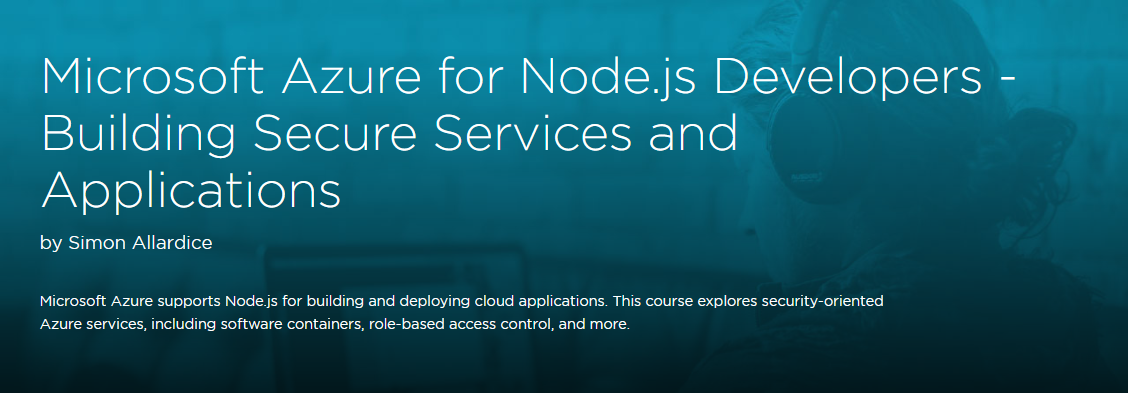 Microsoft Azure for Node.js Developers -
Building Secure Services and
Applications
by Simon Allardice
Microsoft Azure supports Node.js for building and deploying cloud applications. This course explores security-oriented
Azure services, including software containers, role-based access control, and more.